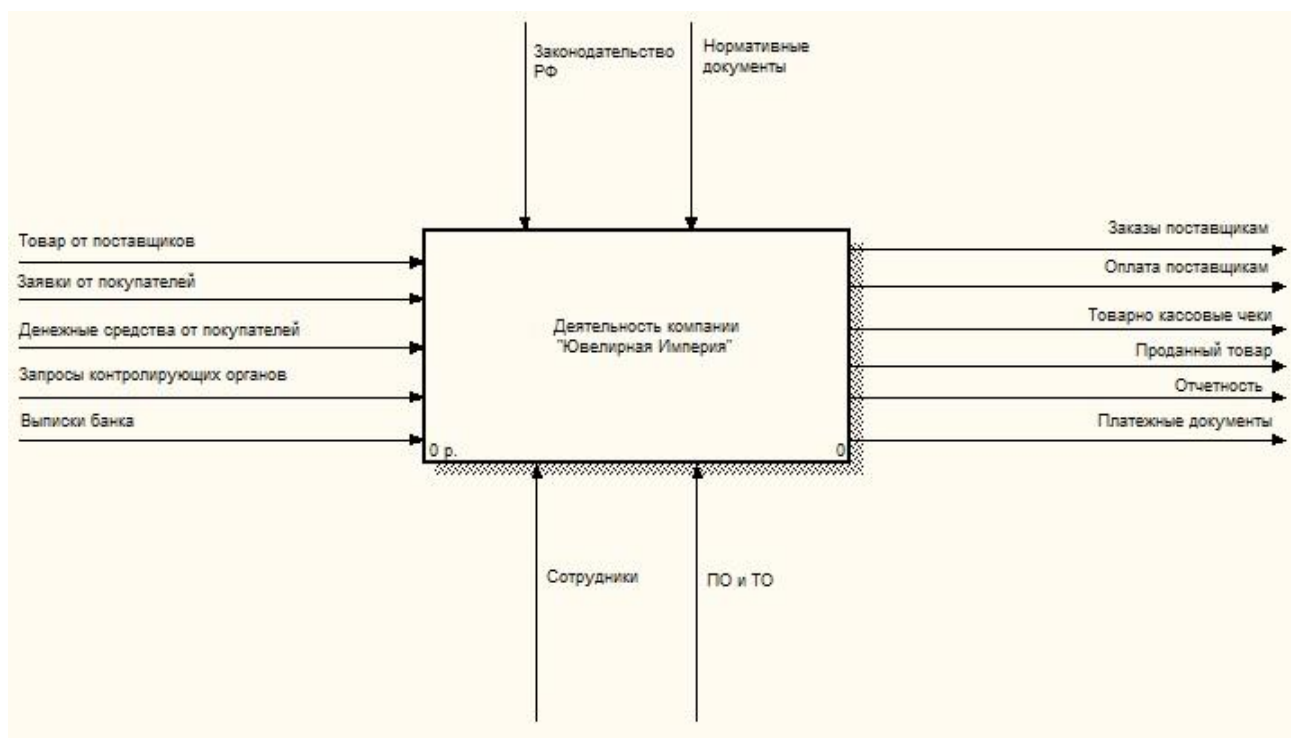 Законодательство
РФ
Нормативные
документы
Товар от поставщиков
Заявки от покупателей
Денежные средства от покупателей
Запросы контролирующих органов
Выписки банка
Деятельность компании
"Ювелирная Империя"
0 р.
0
Заказы поставщикам
Оплата поставщикам
Товарно кассовые чеки
Проданный товар
Отчетность
Платежные документы
Сотрудники
ПО и ТО